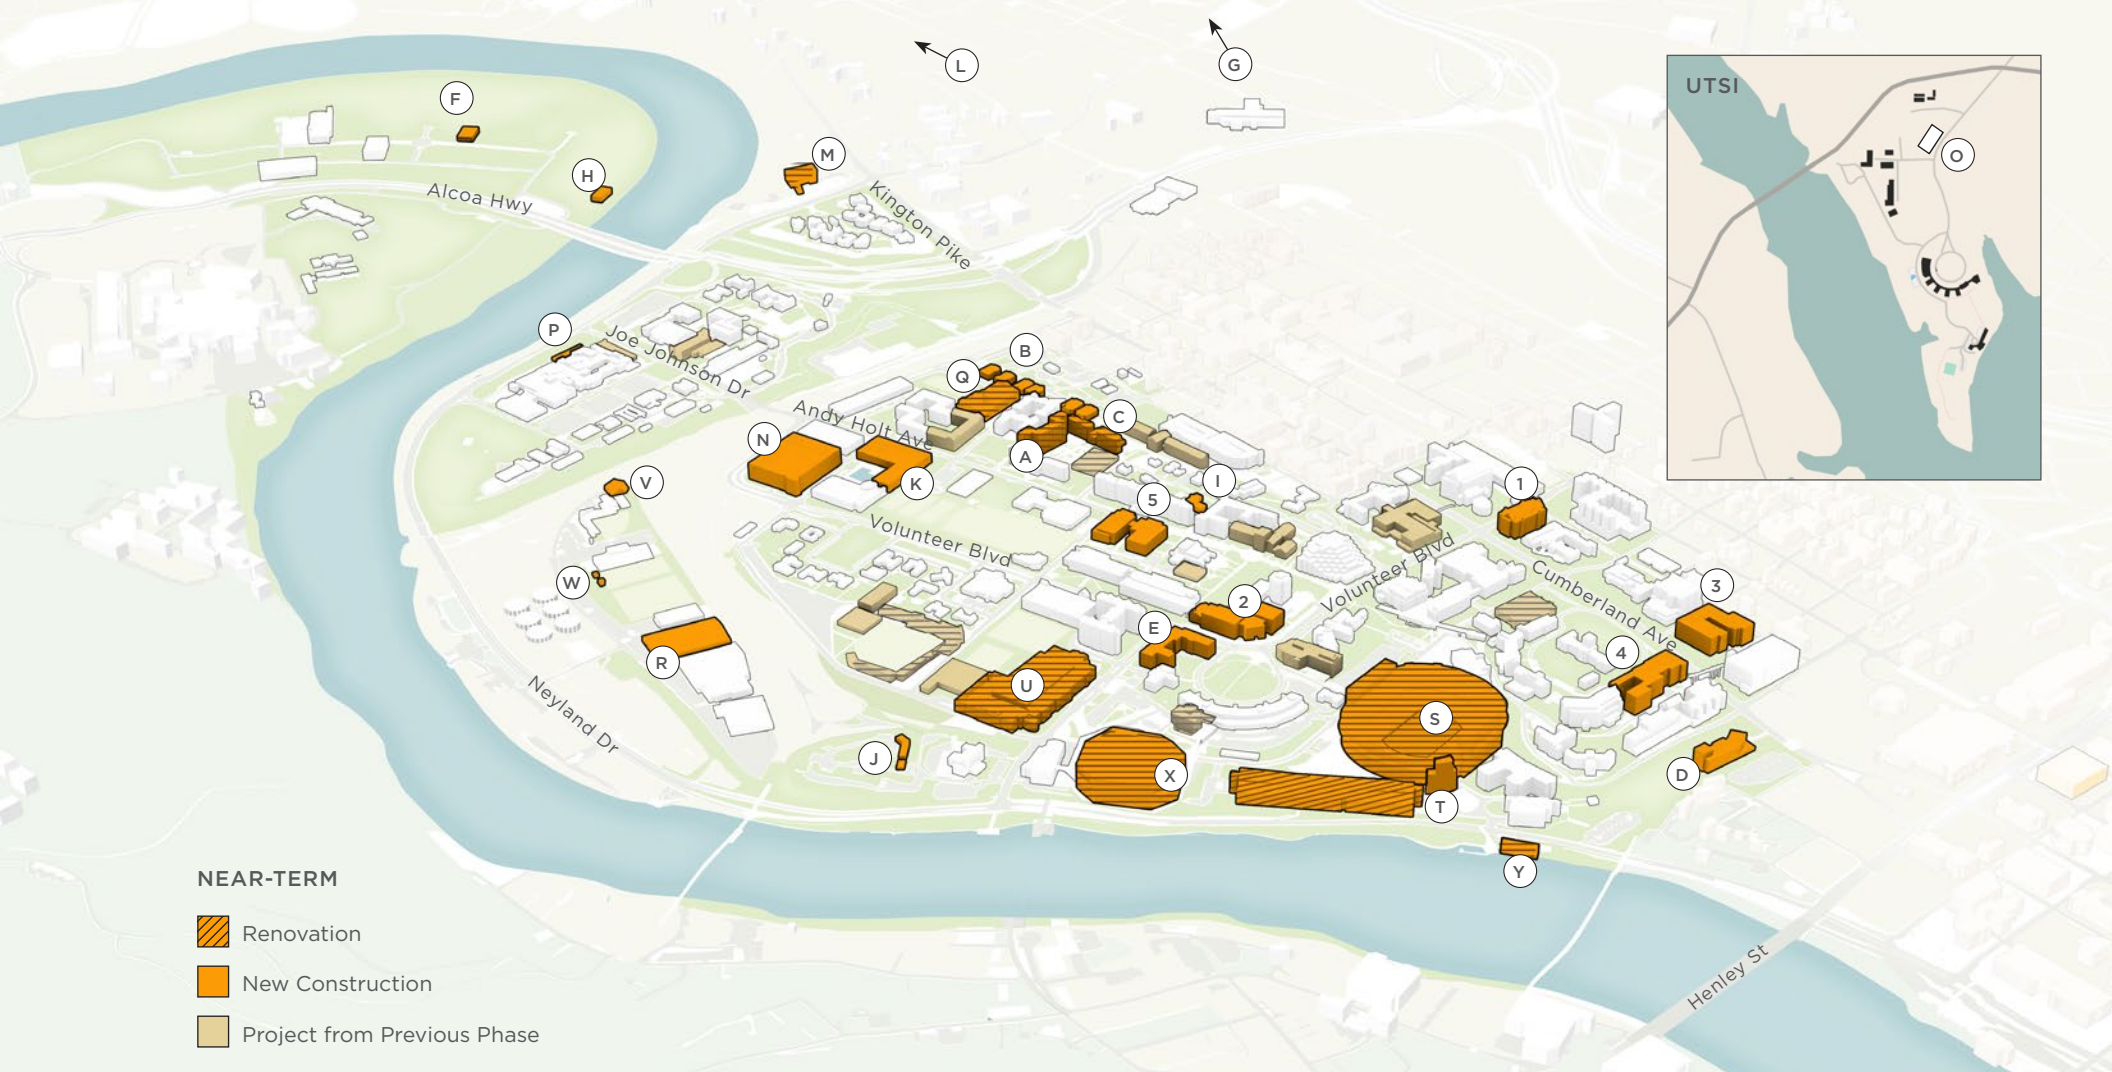 L
G
UTSI
F
M
O
H
Kington Pike
Alcoa Hwy
P
Joe Johnson Dr
B
Q
Andy Holt Ave
C
N
A
K
V
I
5
1
Volunteer Blvd
Volunteer Blvd
W
Cumberland Ave
3
2
E
4
R
U
S
Neyland Dr
J
X
D
T
Y
NEAR-TERM
Renovation
New Construction
Project from Previous Phase
Henley St